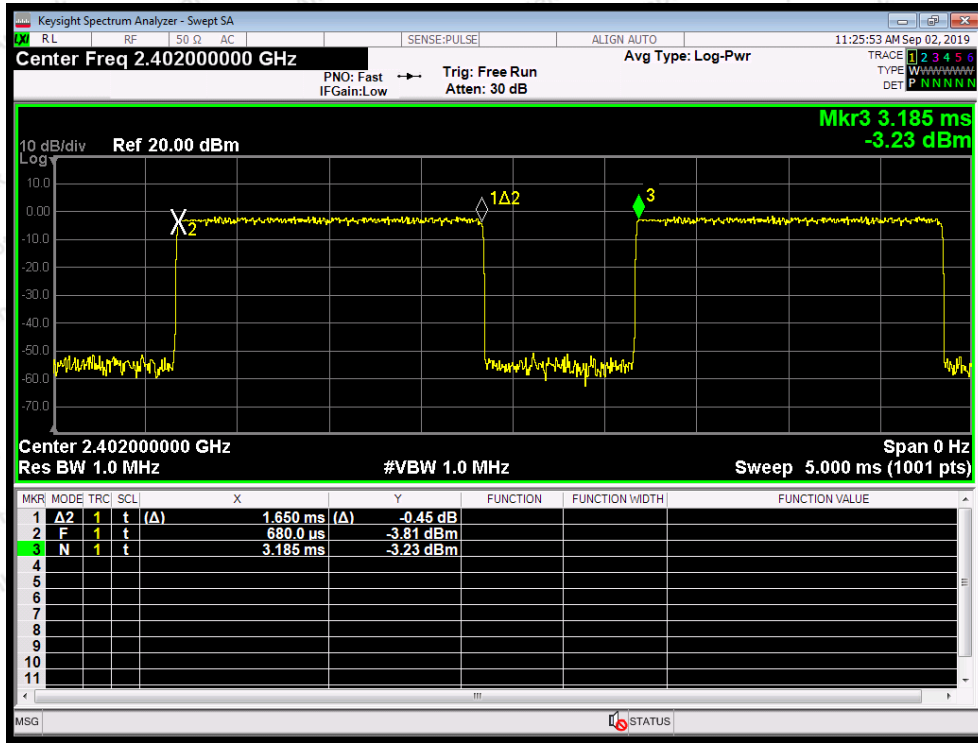 Keysight Spectrum Analyzer - Swept SA
LXI RL RF 50 Ω AC SENSE:PULSE ALIGN AUTO 11:25:53 AM Sep 02, 2019
Center Freq 2.402000000 GHz
PNO: Fast Trig: Free Run
IFGain:Low Atten: 30 dB
Avg Type: Log-Pwr
TRACE 1 2 3 4 5 6
TYPE WWWWWW
DET P N N N N N
Mkr3 3.185 ms
-3.23 dBm
10 dB/div Ref 20.00 dBm
Log
10.0
0.00
-10.0
-20.0
-30.0
-40.0
-50.0
-60.0
-70.0
X2
1Δ2
3
Center 2.402000000 GHz Span 0 Hz
Res BW 1.0 MHz #VBW 1.0 MHz Sweep 5.000 ms (1001 pts)
MKR MODE TRC SCL X Y FUNCTION FUNCTION WIDTH FUNCTION VALUE
1 Δ2 1 t (Δ) 1.650 ms (Δ) -0.45 dB
2 F 1 t 680.0 µs -3.81 dBm
3 N 1 t 3.185 ms -3.23 dBm
4
5
6
7
8
9
10
11
MSG STATUS